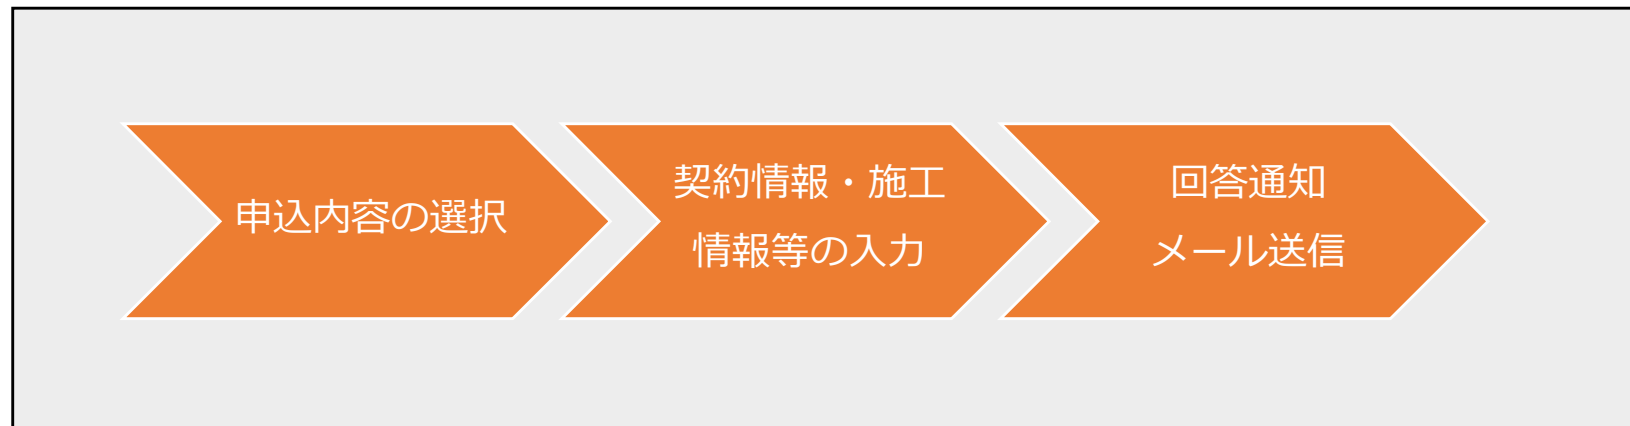 申込内容の選択
契約情報・施工
情報等の入力
回答通知
メール送信